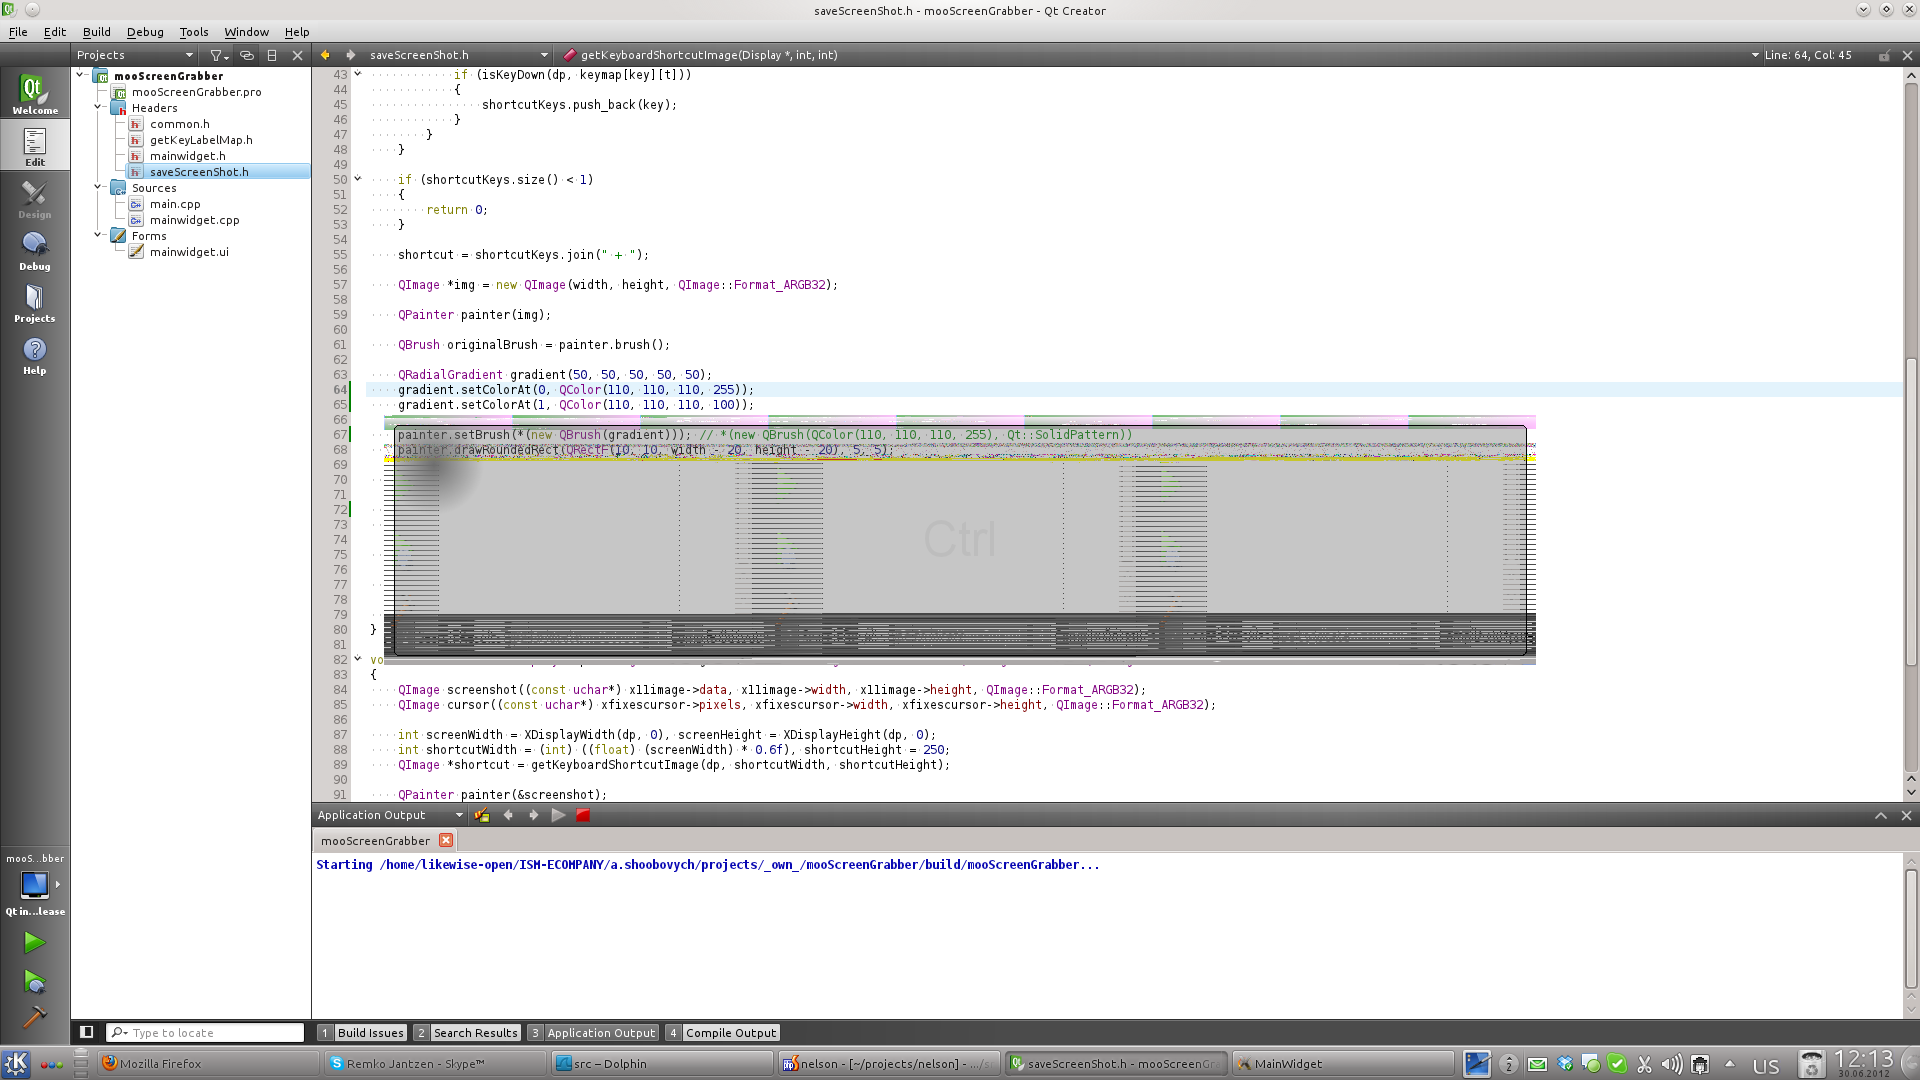 saveScreenShot.h - mooScreenGrabber - Qt Creator
File Edit Build Debug Tools Window Help
Projects
saveScreenShot.h
getKeyboardShortcutImage(Display *, int, int)
Line: 64, Col: 45
Welcome
Edit
Design
Debug
Projects
Help
mooScreenGrabber
mooScreenGrabber.pro
Headers
common.h
getKeyLabelMap.h
mainwidget.h
saveScreenShot.h
Sources
main.cpp
mainwidget.cpp
Forms
mainwidget.ui
43 if (isKeyDown(dp, keymap[key][t]))
44 {
45 shortcutKeys.push_back(key);
46 }
47 }
48 }
49
50 if (shortcutKeys.size() < 1)
51 {
52 return 0;
53 }
54
55 shortcut = shortcutKeys.join(" + ");
56
57 QImage *img = new QImage(width, height, QImage::Format_ARGB32);
58
59 QPainter painter(img);
60
61 QBrush originalBrush = painter.brush();
62
63 QRadialGradient gradient(50, 50, 50, 50, 50);
64 gradient.setColorAt(0, QColor(110, 110, 110, 255));
65 gradient.setColorAt(1, QColor(110, 110, 110, 100));
66
67 painter.setBrush(*(new QBrush(gradient))); // *(new QBrush(QColor(110, 110, 110, 255), Qt::SolidPattern))
68 painter.drawRoundedRect(QRectF(10, 10, width - 20, height - 20), 5, 5);
69
70
71
72
73
Ctrl
74
75
76
77
78
79
80 }
81
82 vo
83 {
84 QImage screenshot((const uchar*) x11image->data, x11image->width, x11image->height, QImage::Format_ARGB32);
85 QImage cursor((const uchar*) xfixescursor->pixels, xfixescursor->width, xfixescursor->height, QImage::Format_ARGB32);
86
87 int screenWidth = XDisplayWidth(dp, 0), screenHeight = XDisplayHeight(dp, 0);
88 int shortcutWidth = (int) ((float) (screenWidth) * 0.6f), shortcutHeight = 250;
89 QImage *shortcut = getKeyboardShortcutImage(dp, shortcutWidth, shortcutHeight);
90
91 QPainter painter(&screenshot);
Application Output
mooScreenGrabber
Starting /home/likewise-open/ISM-ECOMPANY/a.shoobovych/projects/_own_/mooScreenGrabber/build/mooScreenGrabber...
mooS...bber
Qt in...lease
Type to locate
1 Build Issues 2 Search Results 3 Application Output 4 Compile Output
Mozilla Firefox
Remko Jantzen - Skype™
src – Dolphin
nelson - [~/projects/nelson] - .../s
saveScreenShot.h - mooScreenGr
MainWidget
2
US
12:13
30.06.2012